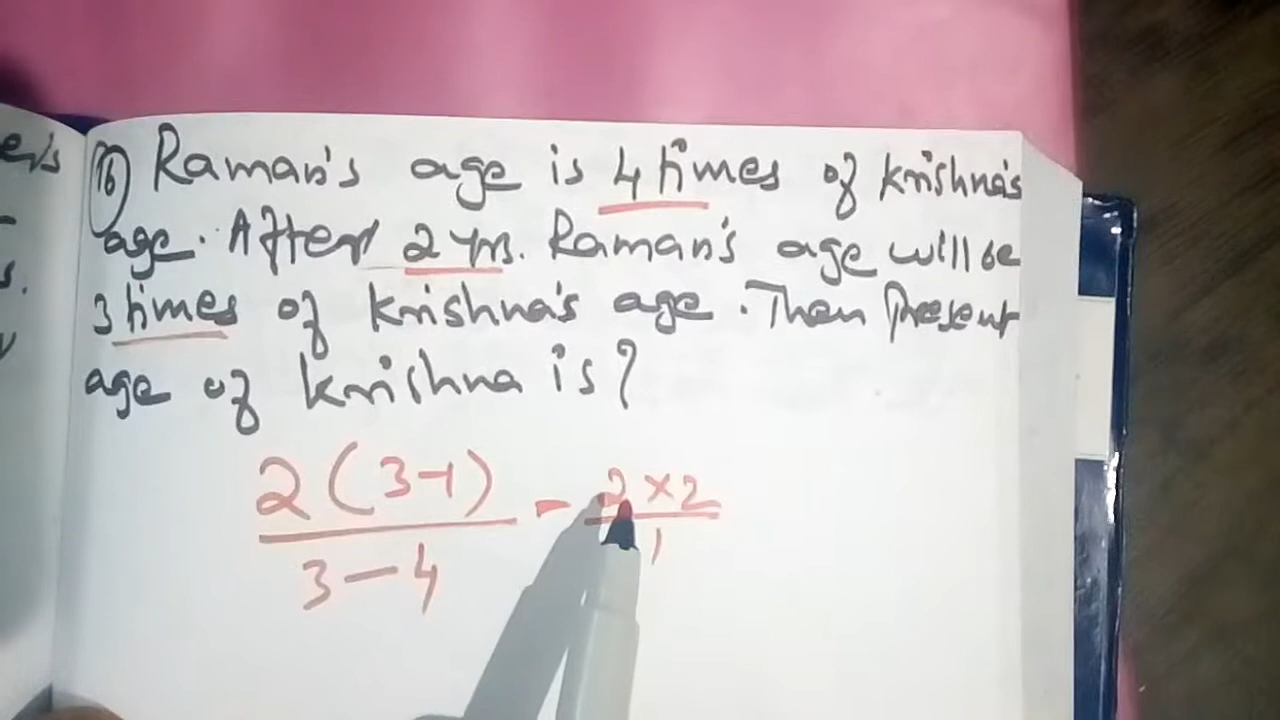 er's
16) Raman's age is 4 times of Krishna's
age. After 2 yrs. Raman's age will be
3 times of Krishna's age. Then Present
age of Krishna is?
2(3-1)
3-4
- 2×2
1